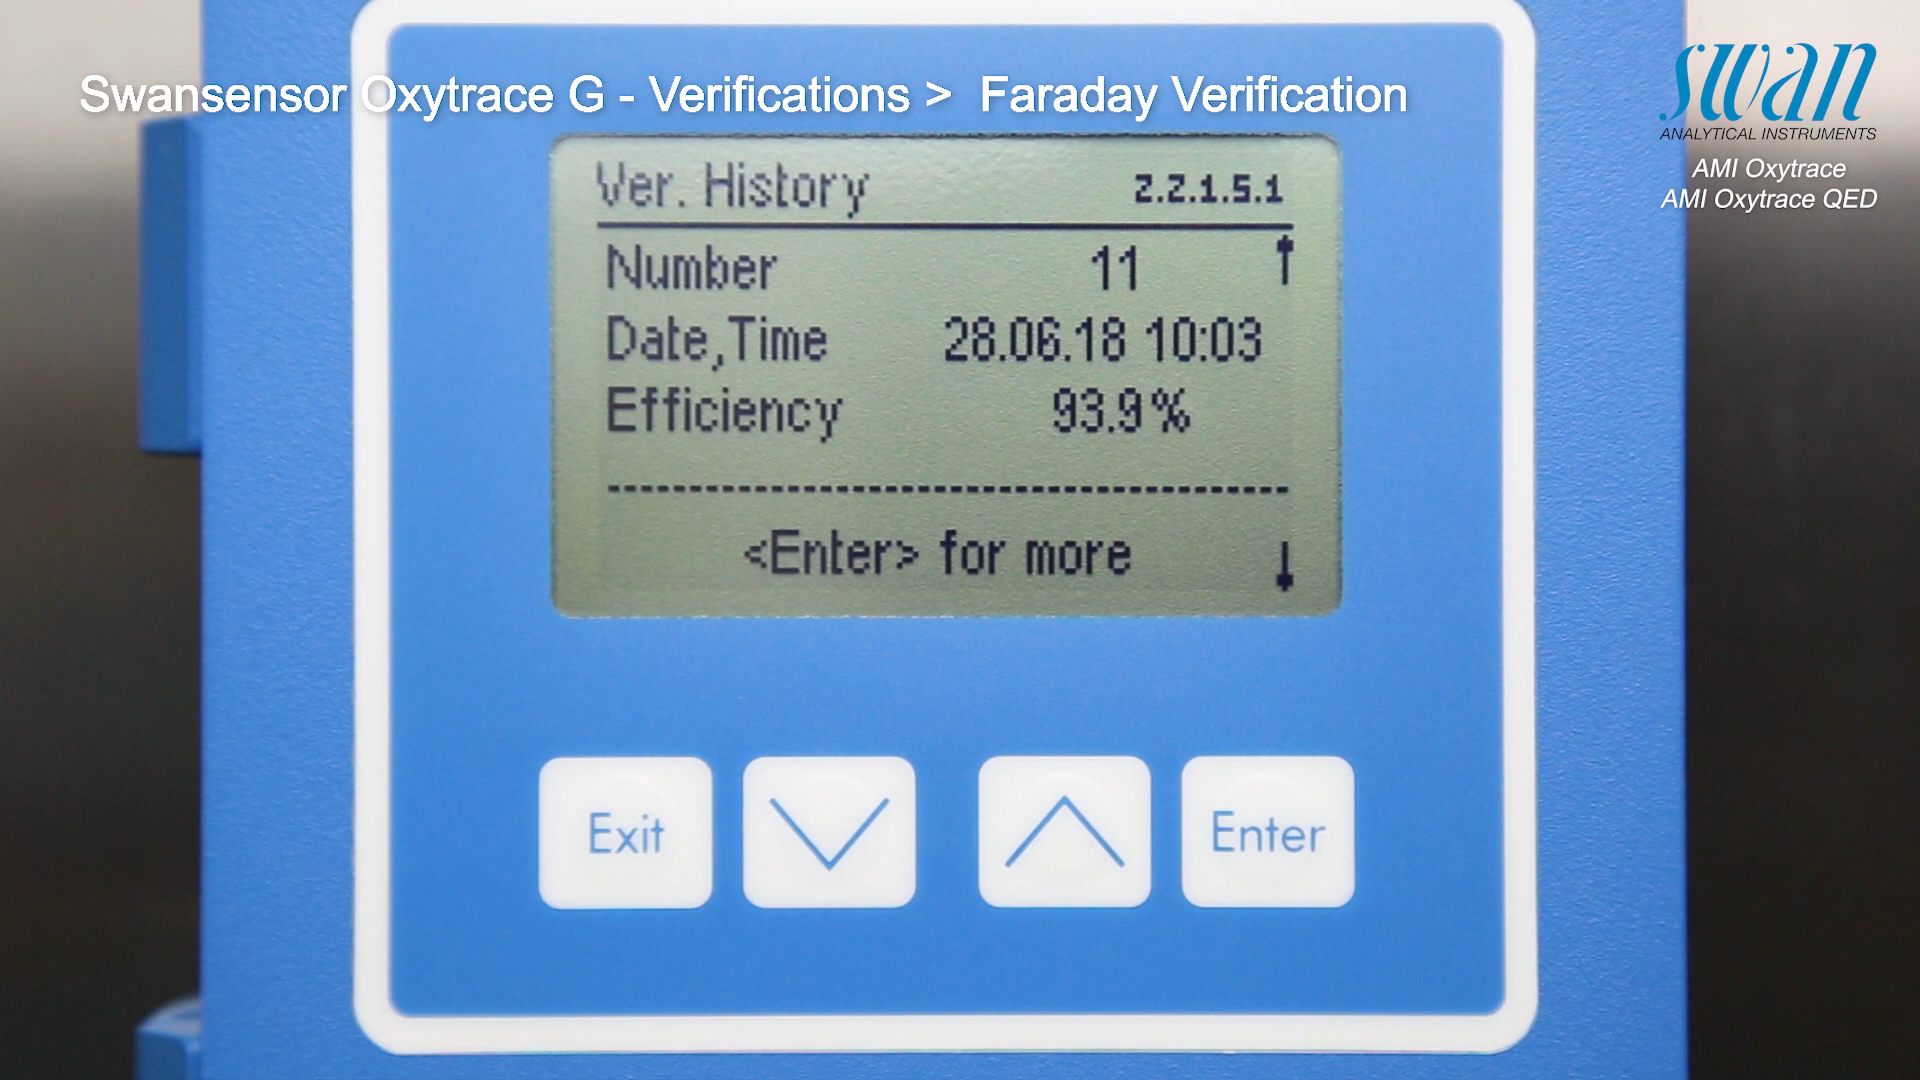 Swansensor Oxytrace G - Verifications > Faraday Verification
swan
ANALYTICAL INSTRUMENTS
AMI Oxytrace
AMI Oxytrace QED
Ver. History 2.2.1.5.1
Number 11
Date,Time 28.06.18 10:03
Efficiency 93.9%
<Enter> for more
Exit
Enter